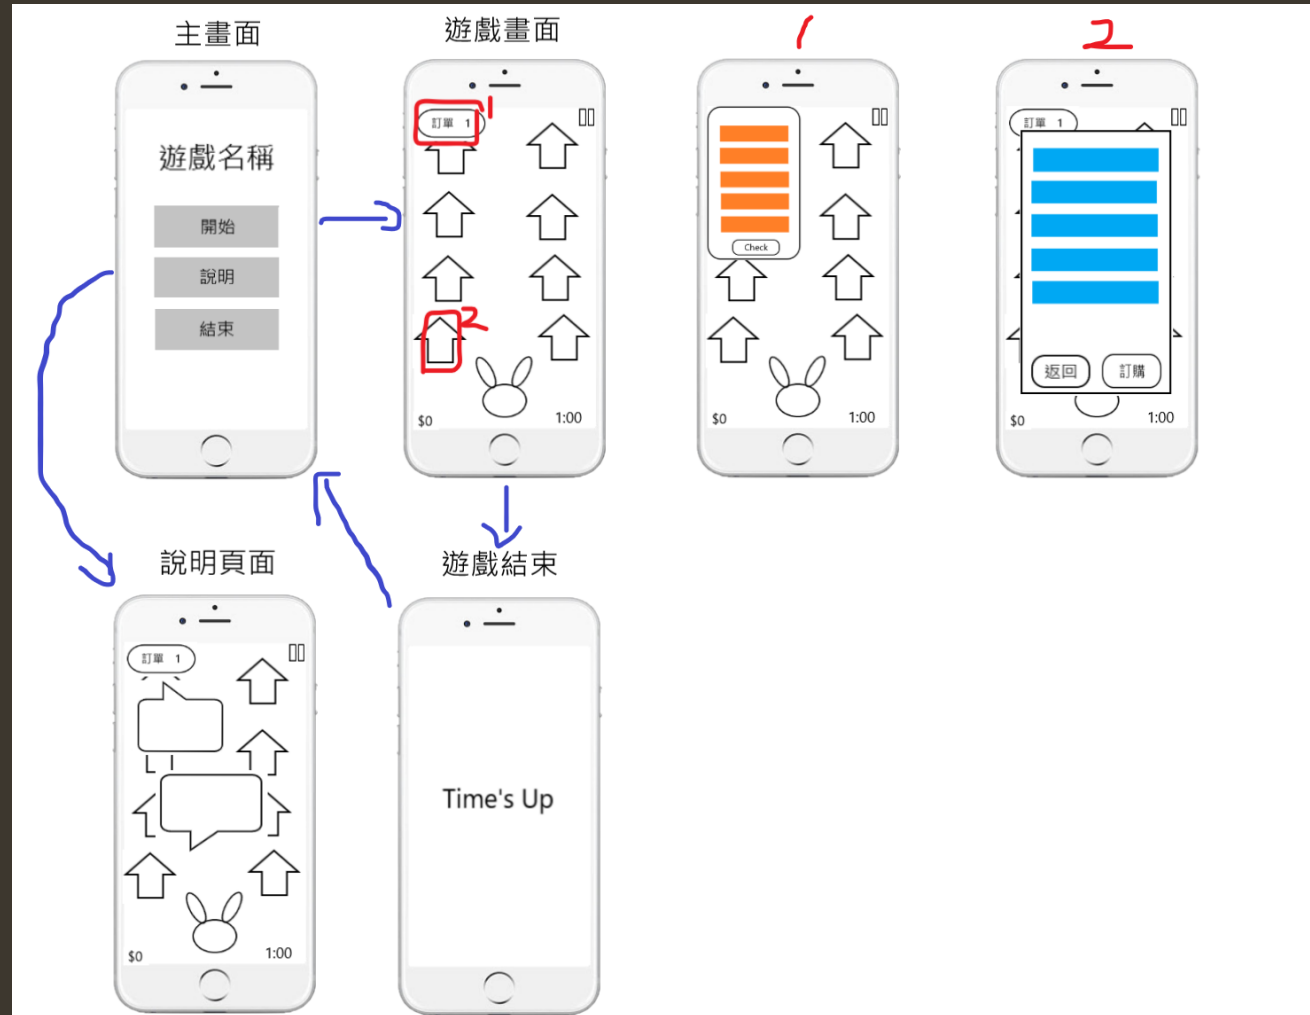 主畫面
遊戲名稱
開始
說明
結束
遊戲畫面
訂單 1
1
2
$0
1:00
1
Check
$0
1:00
2
訂單 1
返回
訂購
$0
1:00
說明頁面
訂單 1
$0
1:00
遊戲結束
Time's Up